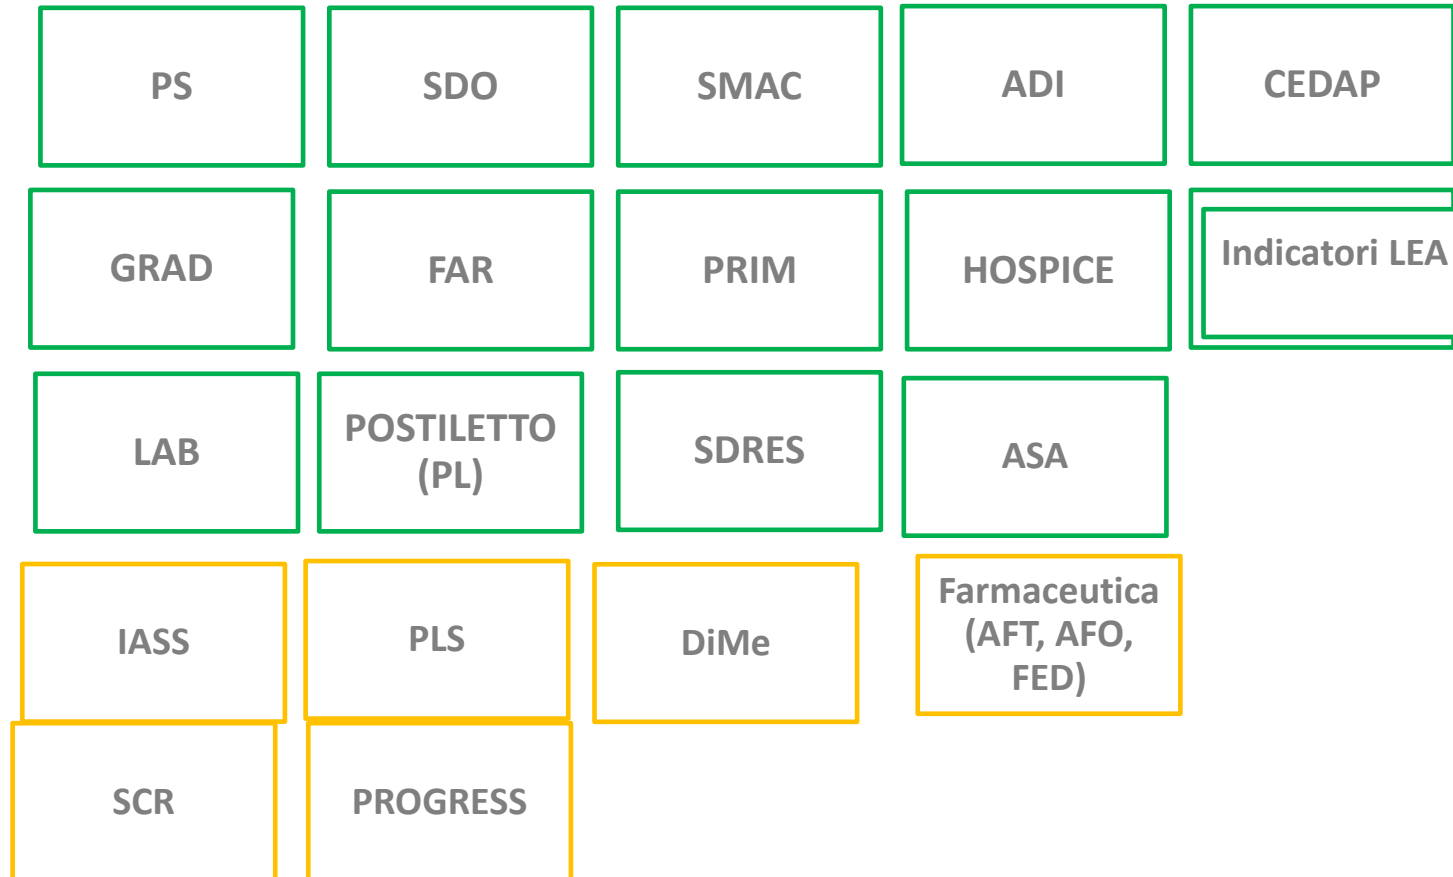 PS
SDO
SMAC
ADI
CEDAP
GRAD
FAR
PRIM
HOSPICE
Indicatori LEA
LAB
POSTILETTO
(PL)
SDRES
ASA
IASS
PLS
DiMe
Farmaceutica
(AFT, AFO,
FED)
SCR
PROGRESS